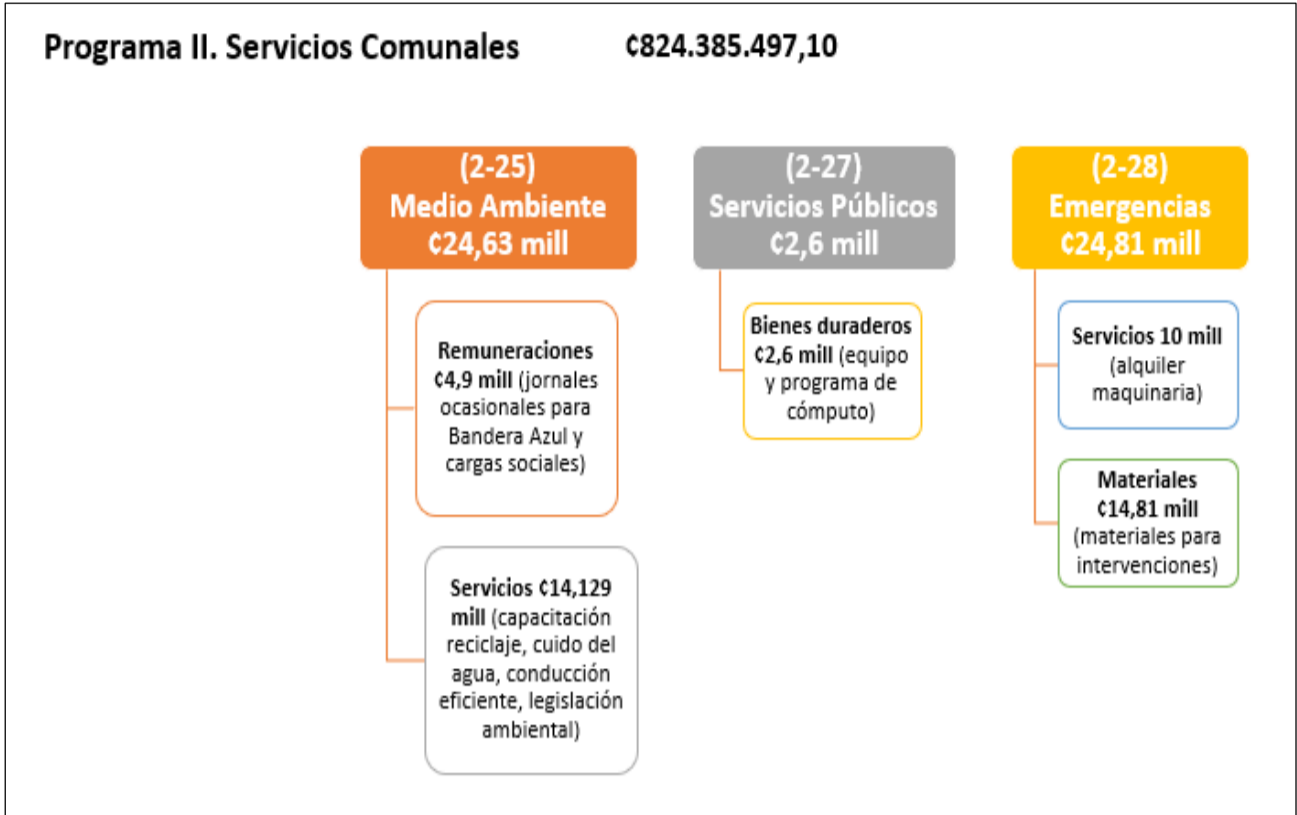 Programa II. Servicios Comunales ¢824.385.497,10
(2-25)
Medio Ambiente
¢24,63 mill
(2-27)
Servicios Públicos
¢2,6 mill
(2-28)
Emergencias
¢24,81 mill
Remuneraciones
¢4,9 mill (jornales
ocasionales para
Bandera Azul y
cargas sociales)
Servicios ¢14,129
mill (capacitación
reciclaje, cuido del
agua, conducción
eficiente, legislación
ambiental)
Bienes duraderos
¢2,6 mill (equipo
y programa de
cómputo)
Servicios 10 mill
(alquiler
maquinaria)
Materiales
¢14,81 mill
(materiales para
intervenciones)